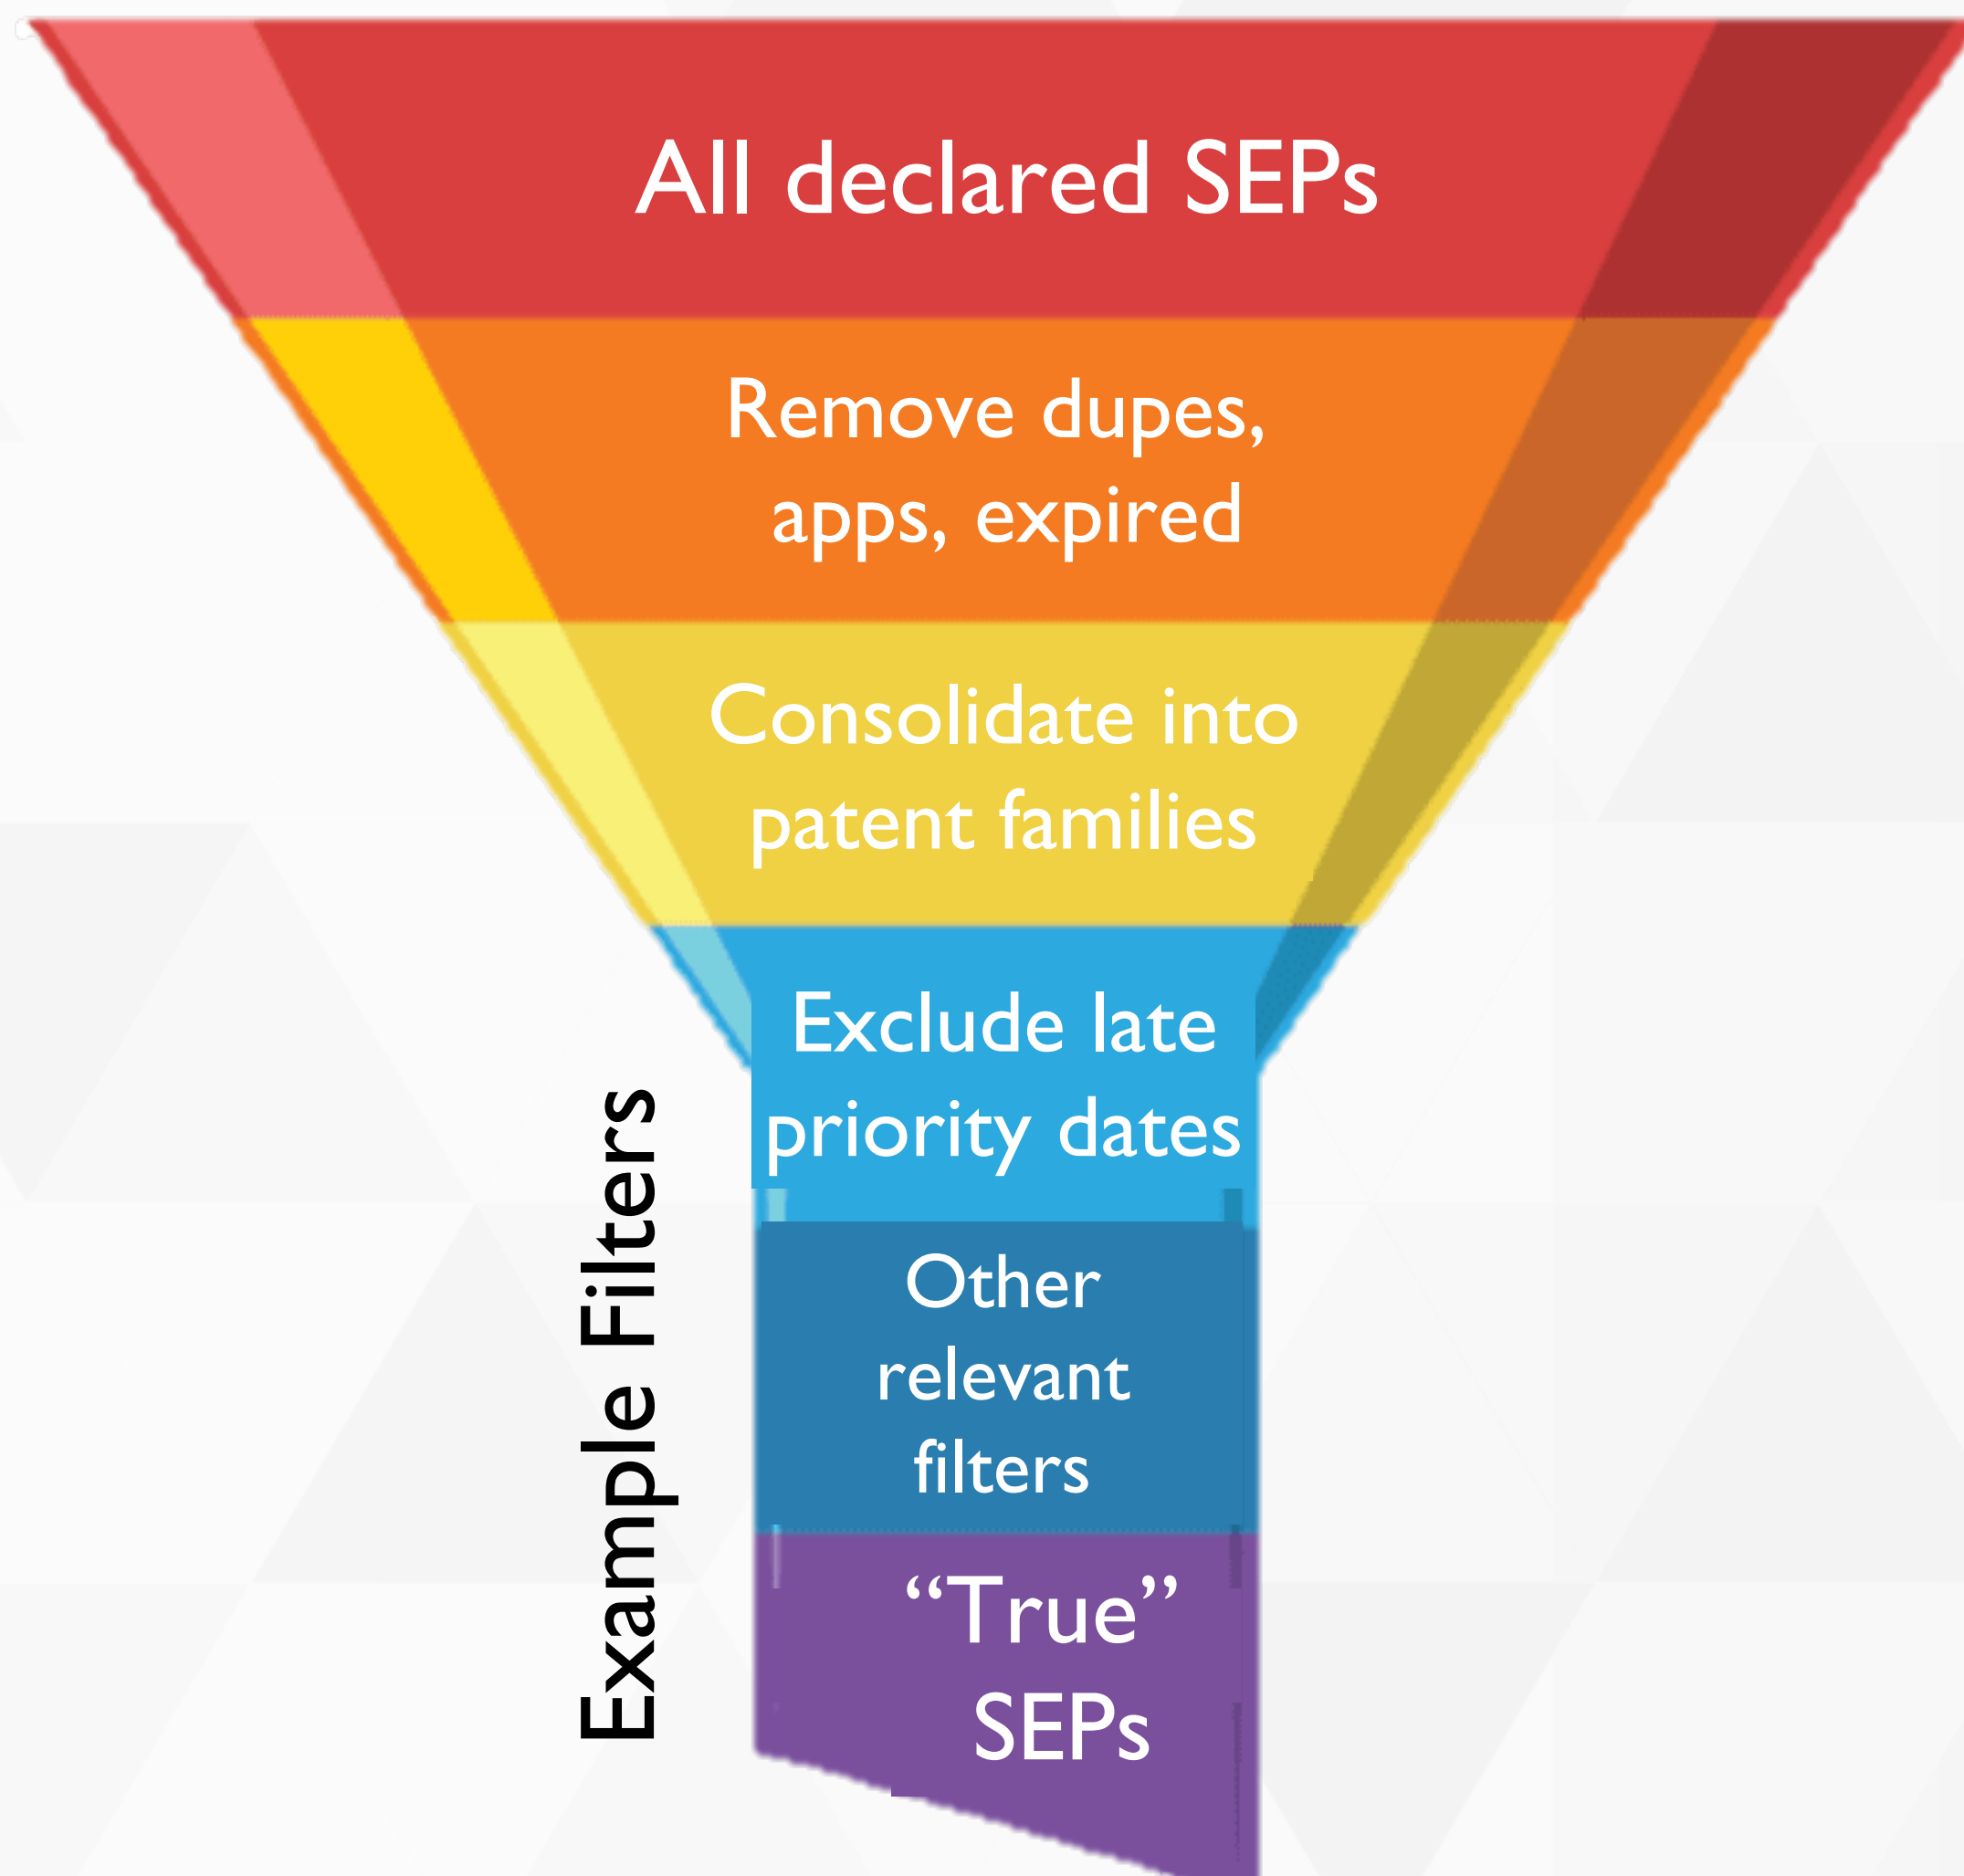 All declared SEPs
Remove dupes,
apps, expired
Consolidate into
patent families
Exclude late
priority dates
Other
relevant
filters
“True”
SEPs
Example Filters